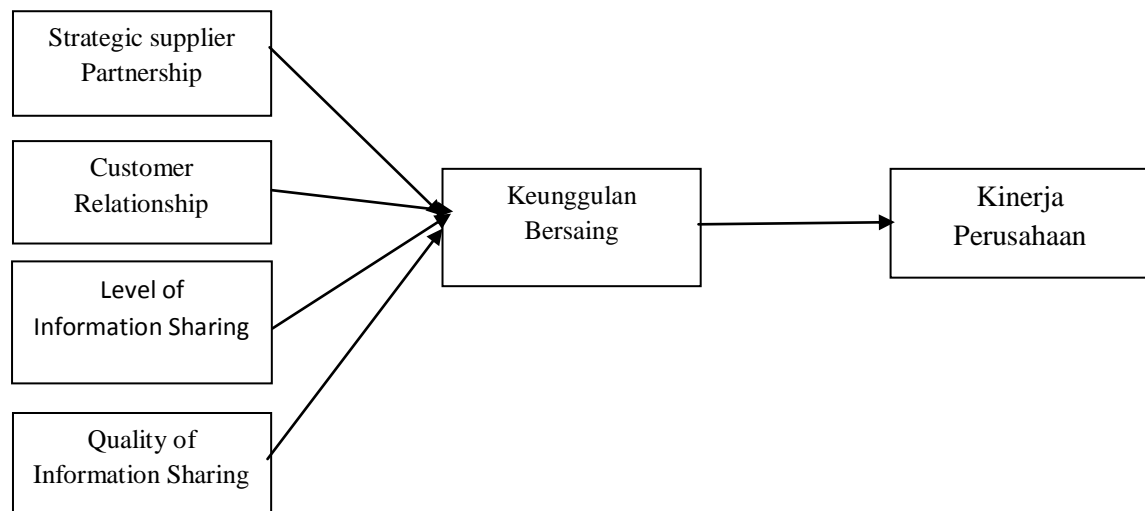 Strategic supplier
Partnership
Customer
Relationship
Level of
Information Sharing
Quality of
Information Sharing
Keunggulan
Bersaing
Kinerja
Perusahaan